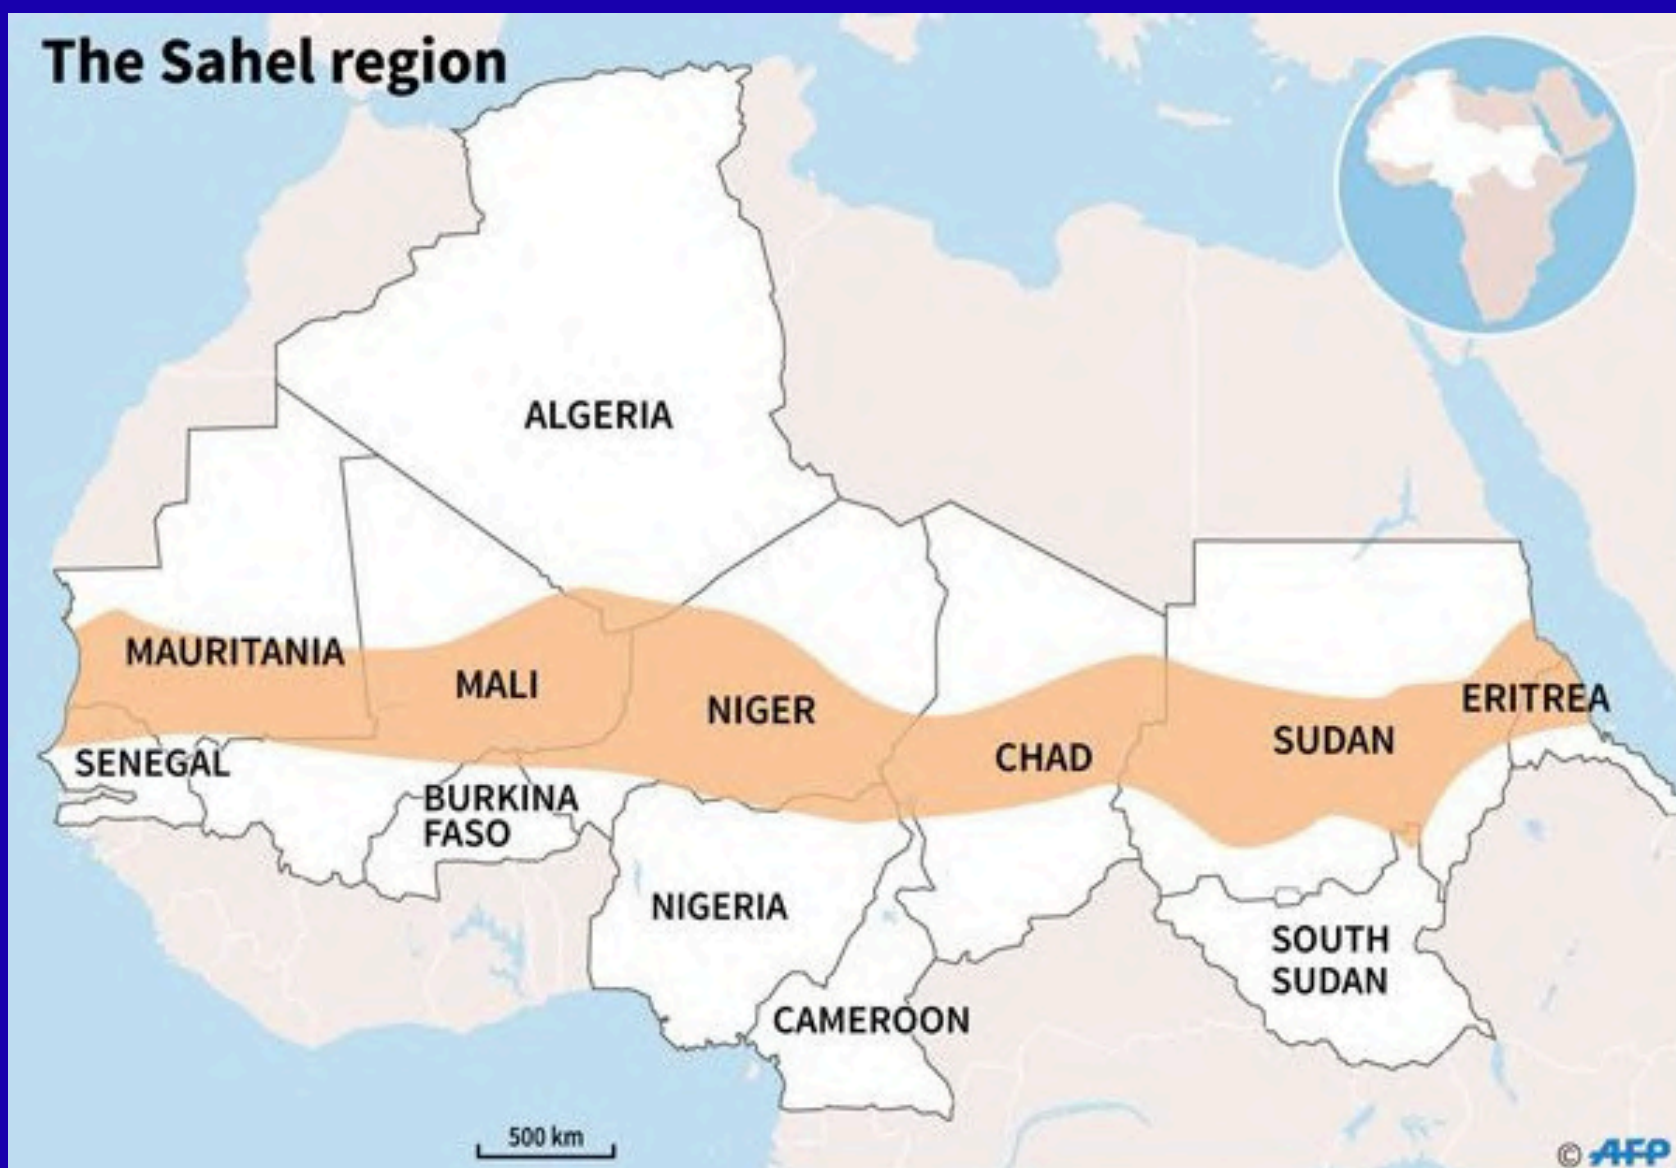 The Sahel region
ALGERIA
MAURITANIA
MALI
NIGER
CHAD
SUDAN
ERITREA
SENEGAL
BURKINA
FASO
NIGERIA
SOUTH
SUDAN
CAMEROON
500 km
© AFP